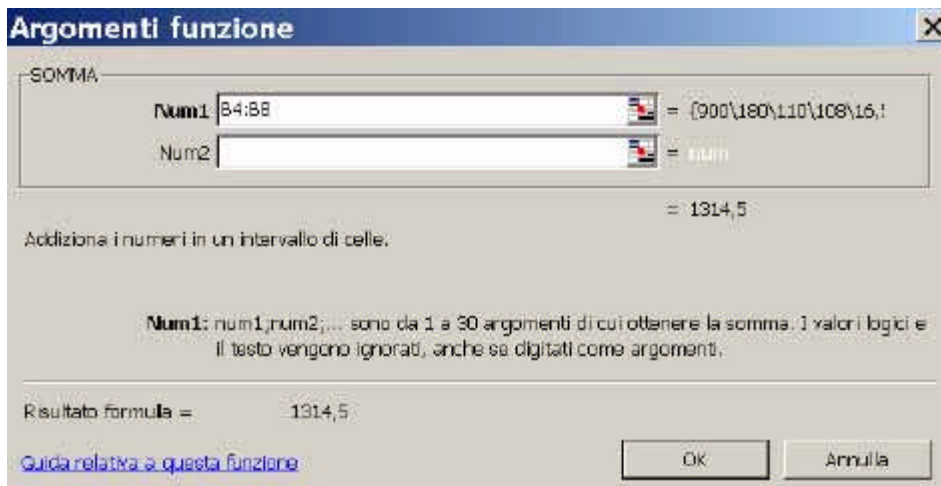 Argomenti funzione
SOMMA
Num1 B4:B8 = {900\180\110\108\16,5
Num2 = num
= 1314,5
Addiziona i numeri in un intervallo di celle.
Num1: num1;num2;... sono da 1 a 30 argomenti di cui ottenere la somma. I valori logici e
il testo vengono ignorati, anche se digitati come argomenti.
Risultato formula = 1314,5
Guida relativa a questa funzione
OK
Annulla